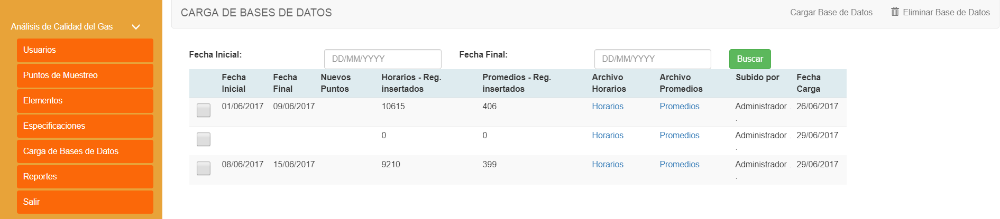 Análisis de Calidad del Gas
Usuarios
Puntos de Muestreo
Elementos
Especificaciones
Carga de Bases de Datos
Reportes
Salir
CARGA DE BASES DE DATOS
Cargar Base de Datos
Eliminar Base de Datos
Fecha Inicial: DD/MM/YYYY Fecha Final: DD/MM/YYYY Buscar
Fecha Fecha Nuevos Horarios - Reg. Promedios - Reg. Archivo Archivo Subido por Fecha
Inicial Final Puntos insertados insertados Horarios Promedios Carga
01/06/2017 09/06/2017 10615 406 Horarios Promedios Administrador . 26/06/2017
.
0 0 Horarios Promedios Administrador . 29/06/2017
.
08/06/2017 15/06/2017 9210 399 Horarios Promedios Administrador . 29/06/2017
.